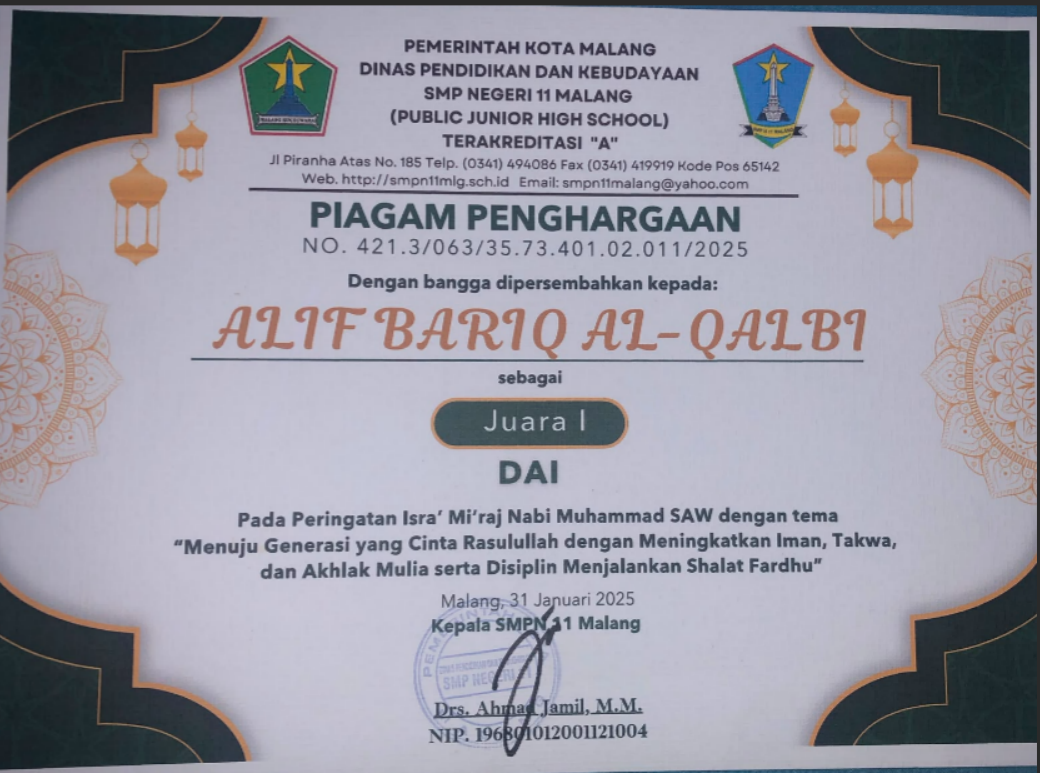 PEMERINTAH KOTA MALANG
DINAS PENDIDIKAN DAN KEBUDAYAAN
SMP NEGERI 11 MALANG
(PUBLIC JUNIOR HIGH SCHOOL)
TERAKREDITASI "A"
Jl Piranha Atas No. 185 Telp. (0341) 494086 Fax (0341) 419919 Kode Pos 65142
Web. http://smpn11mlg.sch.id Email: smpn11malang@yahoo.com
PIAGAM PENGHARGAAN
NO. 421.3/063/35.73.401.02.011/2025
Dengan bangga dipersembahkan kepada:
ALIF BARIQ AL-QALBI
sebagai
Juara I
DAI
Pada Peringatan Isra' Mi'raj Nabi Muhammad SAW dengan tema
"Menuju Generasi yang Cinta Rasulullah dengan Meningkatkan Iman, Takwa,
dan Akhlak Mulia serta Disiplin Menjalankan Shalat Fardhu"
Malang, 31 Januari 2025
Kepala SMPN 11 Malang
SMP NEGERI 11
Drs. Ahmad Jamil, M.M.
NIP. 196801012001121004